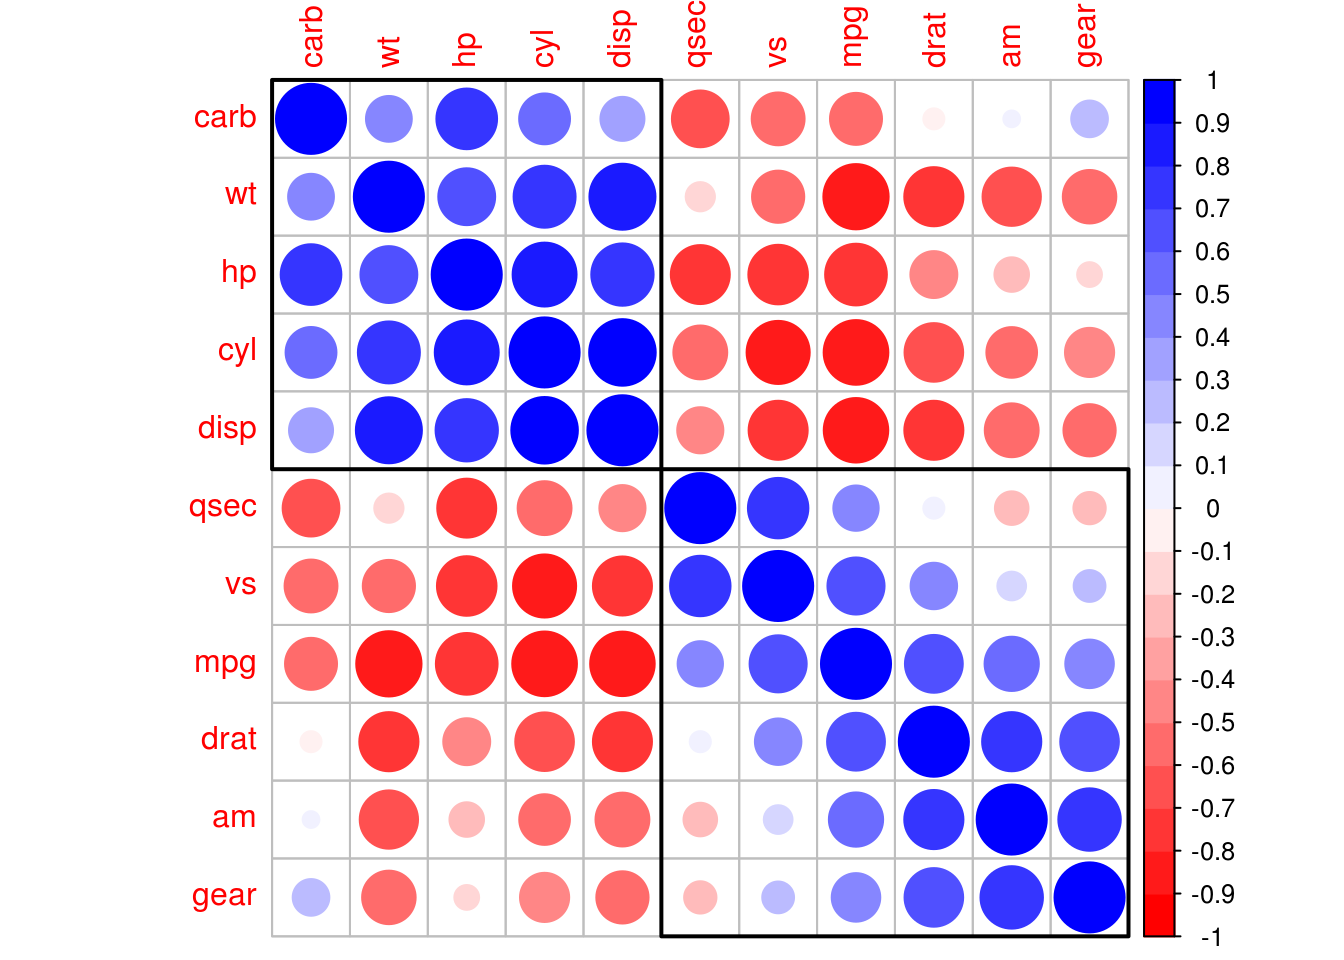 carb wt hp cyl disp qsec vs mpg drat am gear
carb
wt
hp
cyl
disp
qsec
vs
mpg
drat
am
gear
1
0.9
0.8
0.7
0.6
0.5
0.4
0.3
0.2
0.1
0
-0.1
-0.2
-0.3
-0.4
-0.5
-0.6
-0.7
-0.8
-0.9
-1